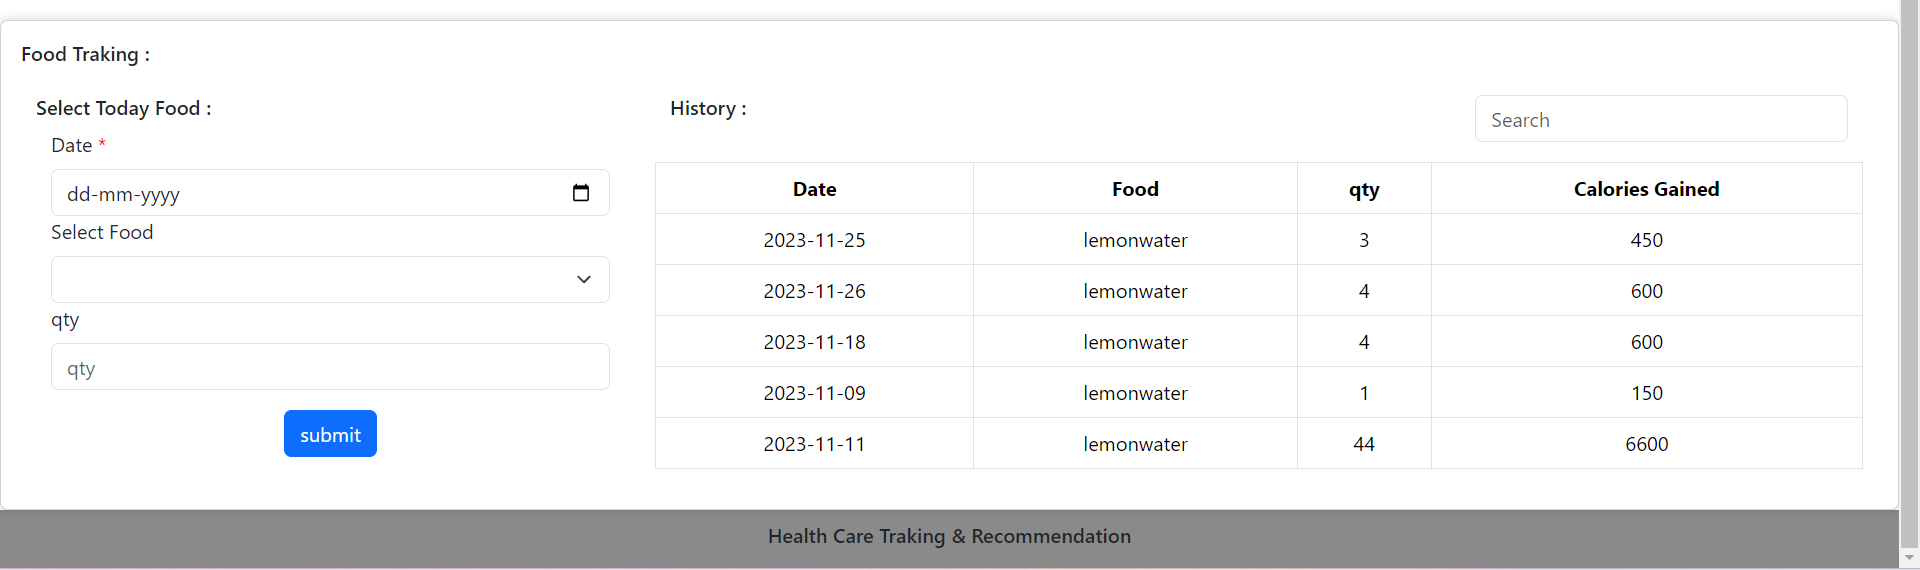 Food Traking :
Select Today Food :
Date *
dd-mm-yyyy
Select Food
qty
qty
submit
History :
Search
Date Food qty Calories Gained
2023-11-25 lemonwater 3 450
2023-11-26 lemonwater 4 600
2023-11-18 lemonwater 4 600
2023-11-09 lemonwater 1 150
2023-11-11 lemonwater 44 6600
Health Care Traking & Recommendation